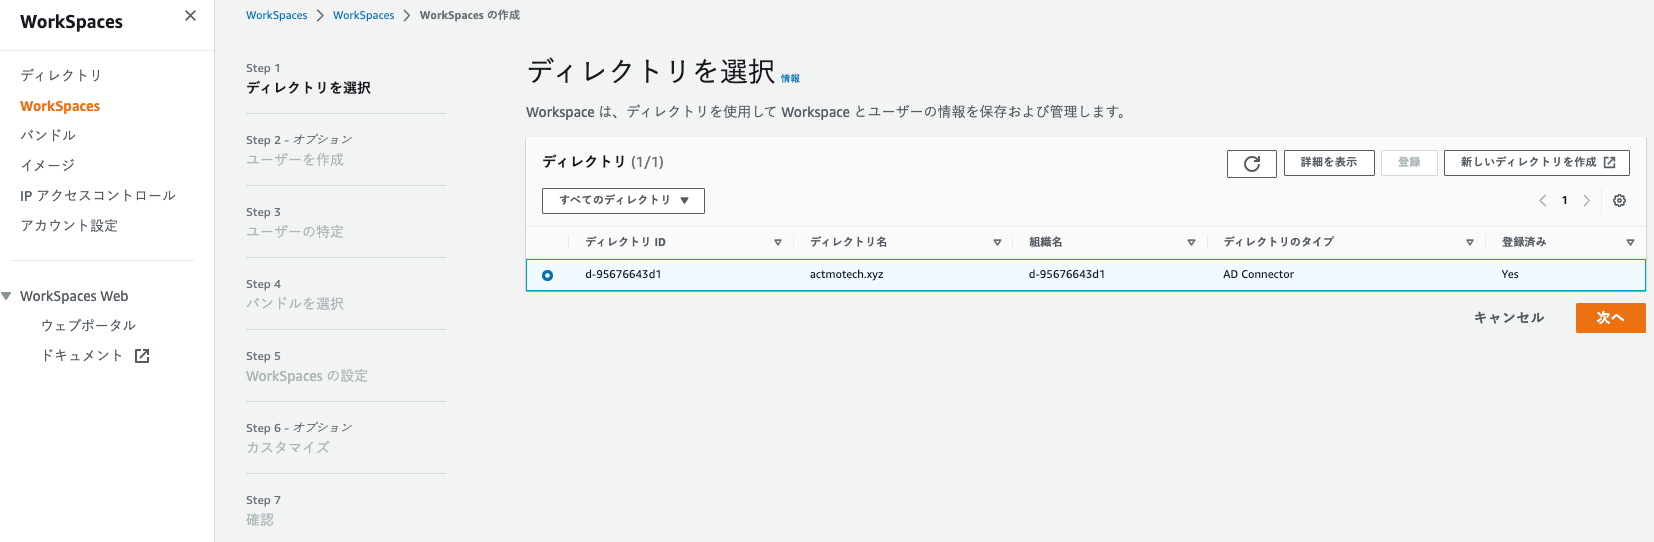 WorkSpaces
ディレクトリ
WorkSpaces
バンドル
イメージ
IP アクセスコントロール
アカウント設定
WorkSpaces Web
ウェブポータル
ドキュメント
WorkSpaces > WorkSpaces > WorkSpaces の作成
Step 1
ディレクトリを選択
Step 2 - オプション
ユーザーを作成
Step 3
ユーザーの特定
Step 4
バンドルを選択
Step 5
WorkSpaces の設定
Step 6 - オプション
カスタマイズ
Step 7
確認
ディレクトリを選択 情報
Workspace は、ディレクトリを使用して Workspace とユーザーの情報を保存および管理します。
ディレクトリ (1/1)
詳細を表示 登録 新しいディレクトリを作成
すべてのディレクトリ
1
ディレクトリ ID ディレクトリ名 組織名 ディレクトリのタイプ 登録済み
d-95676643d1 actmotech.xyz d-95676643d1 AD Connector Yes
キャンセル 次へ